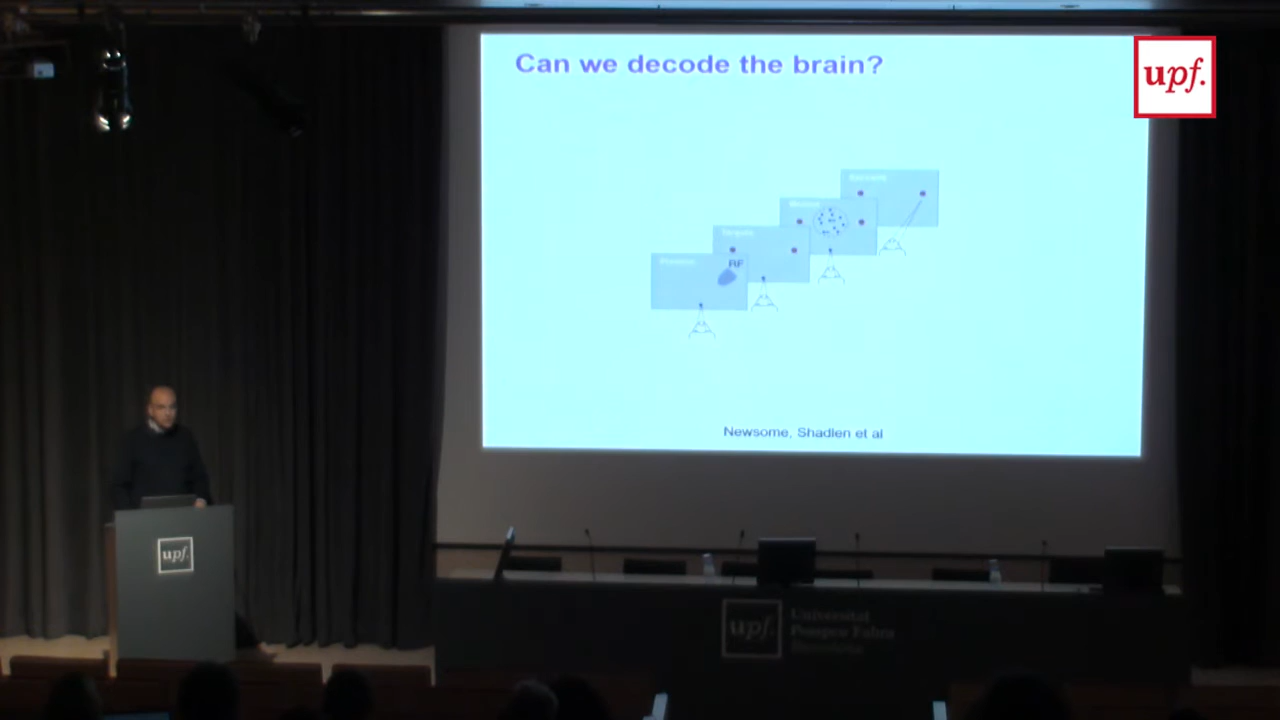 Can we decode the brain?
upf.
RF
Newsome, Shadlen et al
upf.
upf.
Universitat
Pompeu Fabra
Barcelona